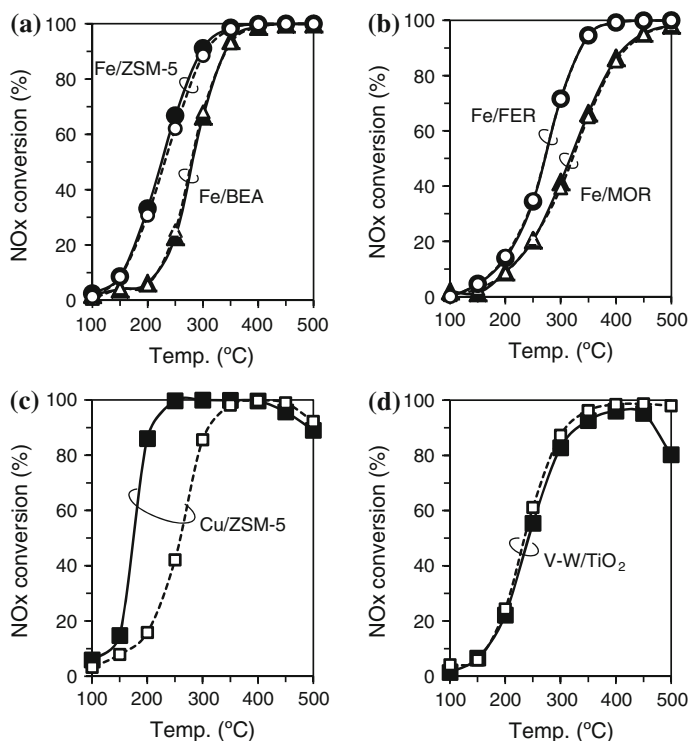 (a)
NOx conversion (%)
100
80
60
40
20
0
Fe/ZSM-5
Fe/BEA
100 200 300 400 500
Temp. (ºC)
(b)
NOx conversion (%)
100
80
60
40
20
0
Fe/FER
Fe/MOR
100 200 300 400 500
Temp. (ºC)
(c)
NOx conversion (%)
100
80
60
40
20
0
Cu/ZSM-5
100 200 300 400 500
Temp. (ºC)
(d)
NOx conversion (%)
100
80
60
40
20
0
V-W/TiO₂
100 200 300 400 500
Temp. (ºC)